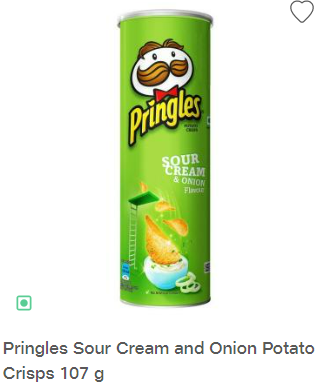 Pringles
SOUR
CREAM
& ONION
Flavour
Pringles Sour Cream and Onion Potato
Crisps 107 g